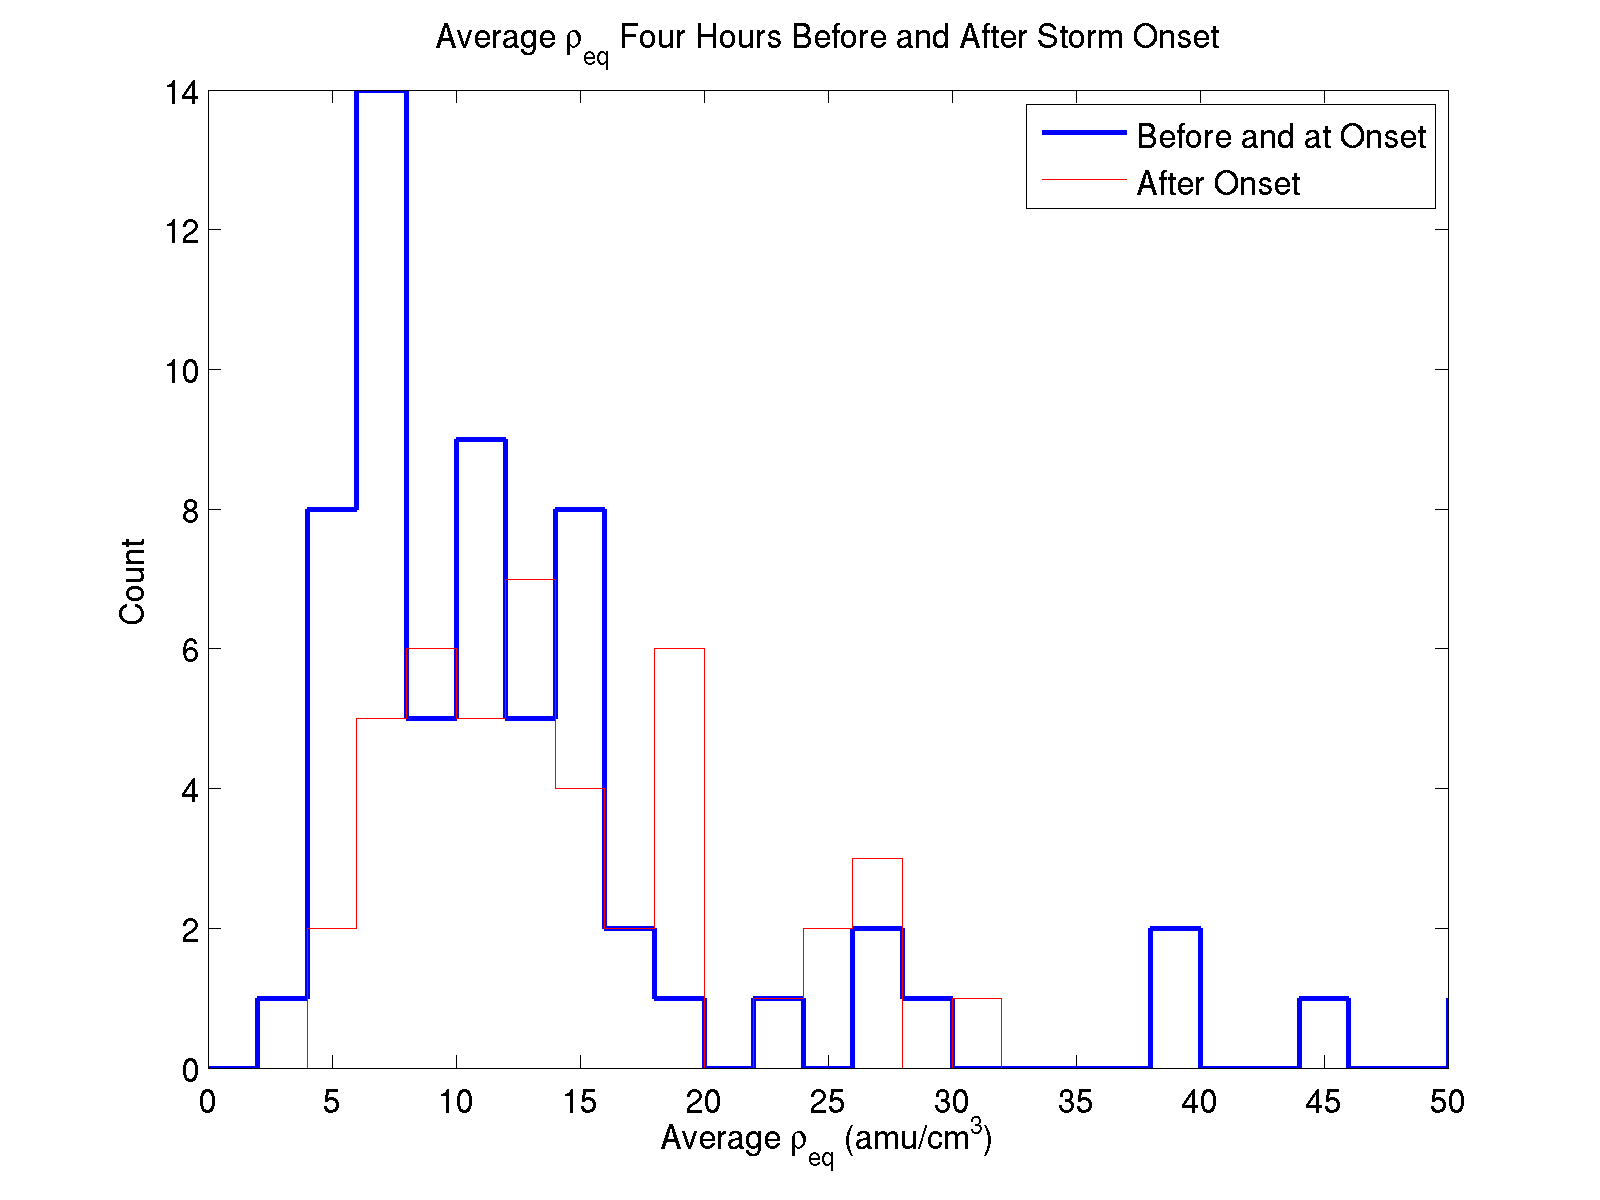 Average ρeq Four Hours Before and After Storm Onset
14
12
10
8
6
4
2
0
Count
Before and at Onset
After Onset
0 5 10 15 20 25 30 35 40 45 50
Average ρeq (amu/cm³)